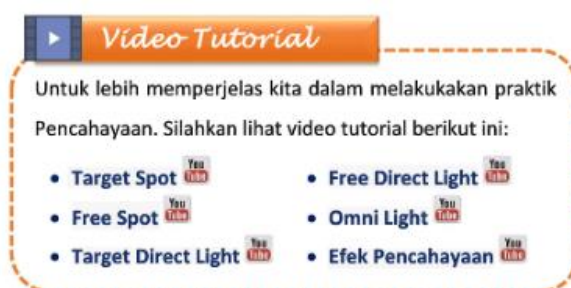 Video Tutorial
Untuk lebih memperjelas kita dalam melakukakan praktik
Pencahayaan. Silahkan lihat video tutorial berikut ini:
• Target Spot You Tube
• Free Spot You Tube
• Target Direct Light You Tube
• Free Direct Light You Tube
• Omni Light You Tube
• Efek Pencahayaan You Tube